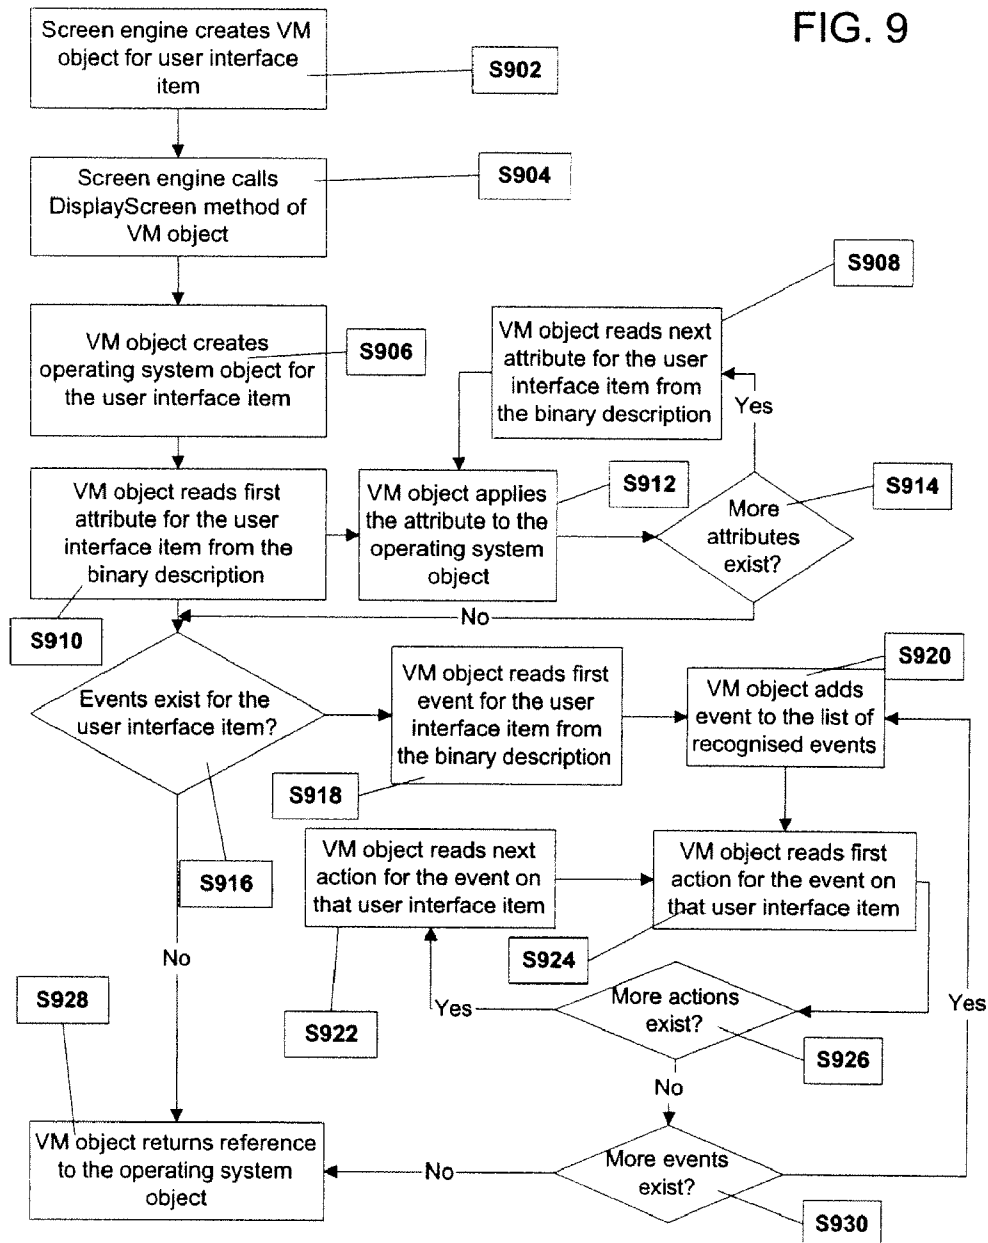 FIG. 9
Screen engine creates VM
object for user interface
item
S902
Screen engine calls
DisplayScreen method of
VM object
S904
VM object creates
operating system object for
the user interface item
S906
VM object reads next
attribute for the user
interface item from
the binary description
S908
Yes
VM object reads first
attribute for the user
interface item from the
binary description
S910
VM object applies
the attribute to the
operating system
object
S912
More
attributes
exist?
S914
No
Events exist for the
user interface item?
S916
VM object reads first
event for the user
interface item from
the binary description
S918
VM object adds
event to the list of
recognised events
S920
VM object reads next
action for the event on
that user interface item
S922
VM object reads first
action for the event on
that user interface item
S924
No
More actions
exist?
S926
Yes
Yes
No
S928
VM object returns reference
to the operating system
object
No
More events
exist?
S930